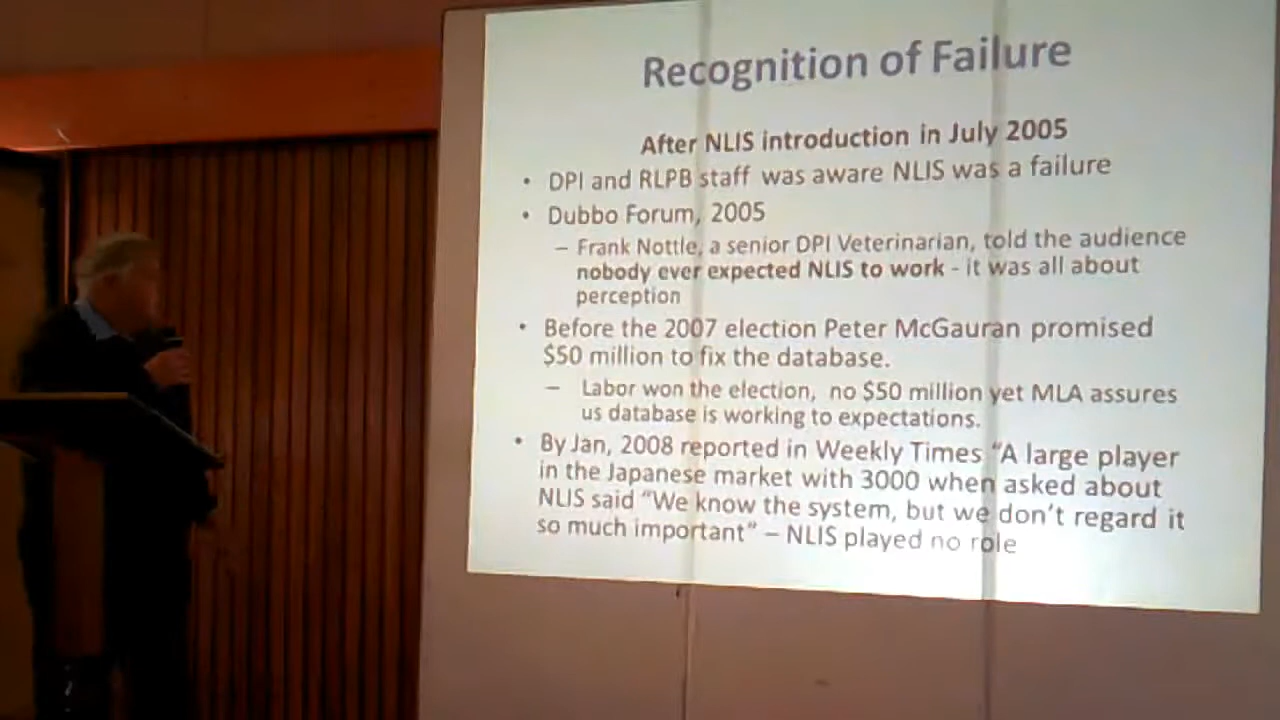 Recognition of Failure
After NLIS introduction in July 2005
• DPI and RLPB staff was aware NLIS was a failure
• Dubbo Forum, 2005
– Frank Nottle, a senior DPI Veterinarian, told the audience
nobody ever expected NLIS to work - it was all about
perception
• Before the 2007 election Peter McGauran promised
$50 million to fix the database.
– Labor won the election, no $50 million yet MLA assures
us database is working to expectations.
• By Jan, 2008 reported in Weekly Times “A large player
in the Japanese market with 3000 when asked about
NLIS said “We know the system, but we don’t regard it
so much important” – NLIS played no role